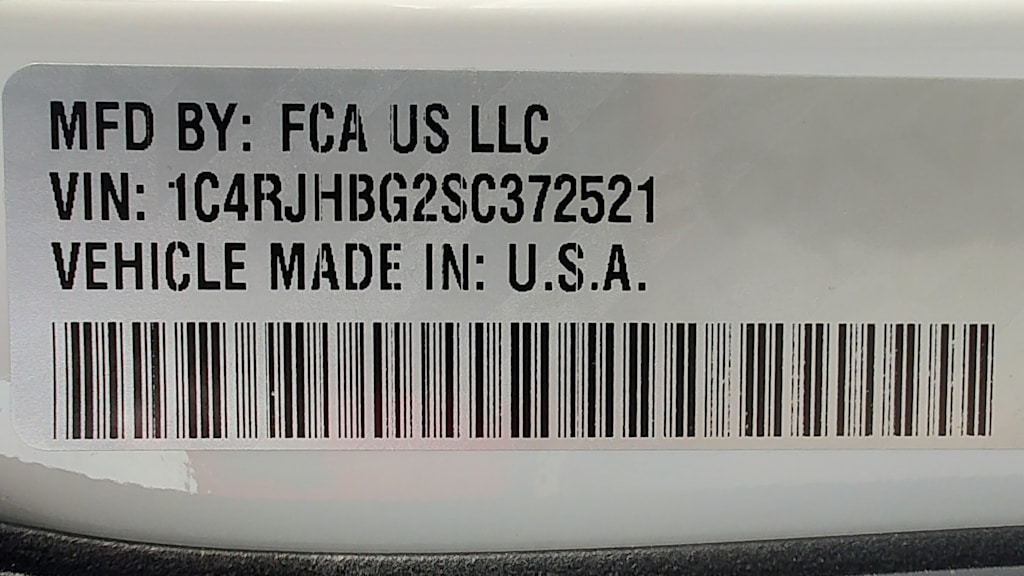 MFD BY: FCA US LLC
VIN: 1C4RJHBG2SC372521
VEHICLE MADE IN: U.S.A.